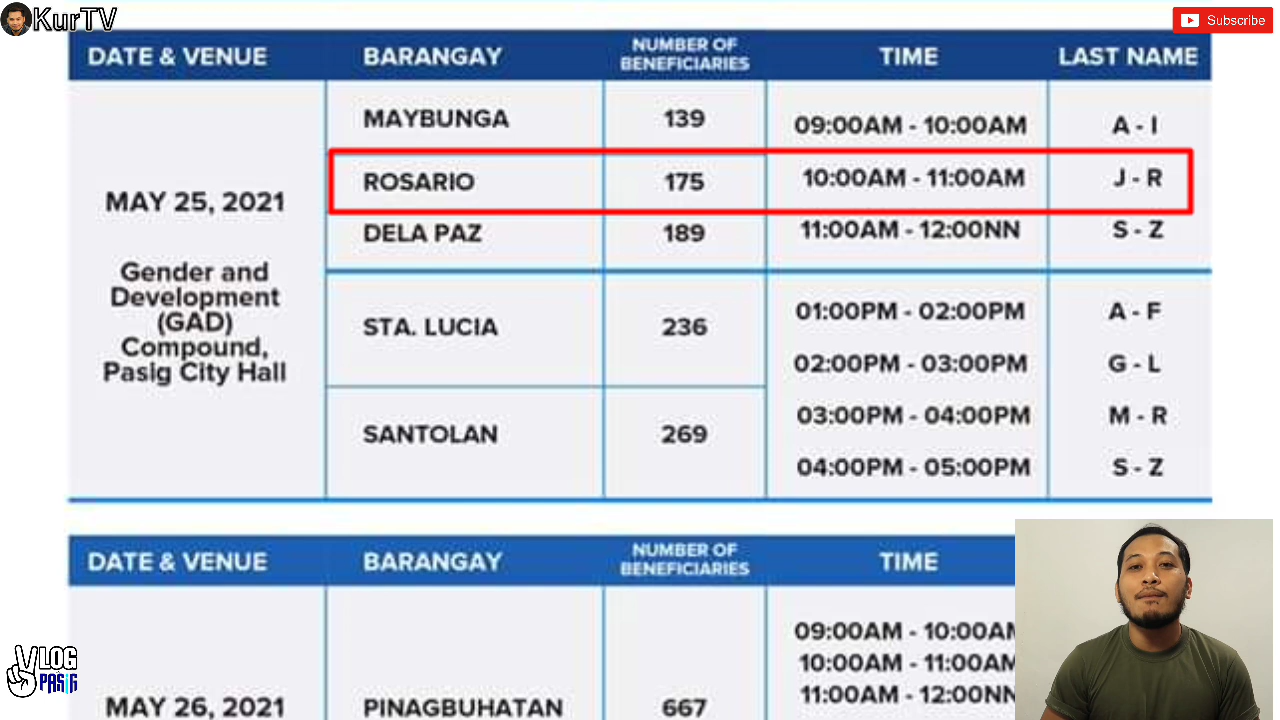 KurTV
Subscribe
DATE & VENUE BARANGAY NUMBER OF BENEFICIARIES TIME LAST NAME
MAY 25, 2021
Gender and
Development
(GAD)
Compound,
Pasig City Hall
MAYBUNGA 139 09:00AM - 10:00AM A - I
ROSARIO 175 10:00AM - 11:00AM J - R
DELA PAZ 189 11:00AM - 12:00NN S - Z
STA. LUCIA 236 01:00PM - 02:00PM A - F
02:00PM - 03:00PM G - L
SANTOLAN 269 03:00PM - 04:00PM M - R
04:00PM - 05:00PM S - Z
DATE & VENUE BARANGAY NUMBER OF BENEFICIARIES TIME
09:00AM - 10:00AM
10:00AM - 11:00AM
11:00AM - 12:00NN
MAY 26, 2021 PINAGBUHATAN 667
VLOG
PASIG